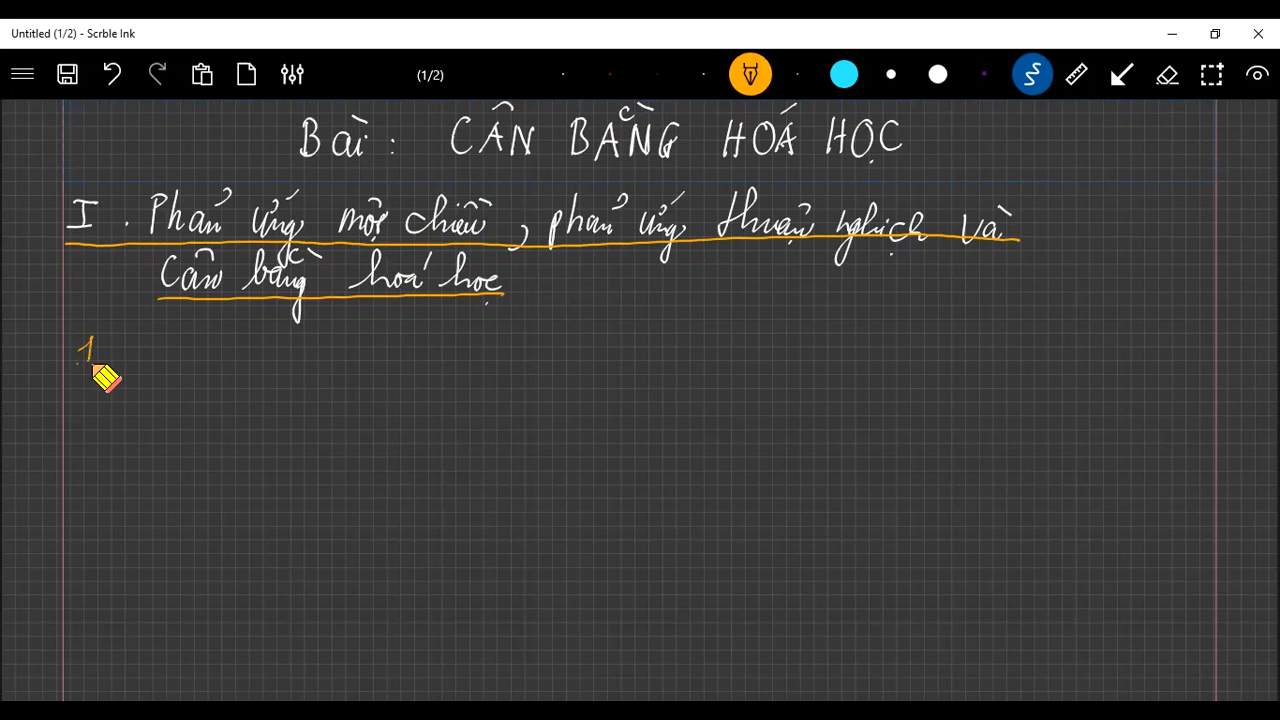 Untitled (1/2) - Scrble Ink
(1/2)
Bài: CÂN BẰNG HOÁ HỌC
I. Phản ứng một chiều, phản ứng thuận nghịch và
Cân bằng hoá học
1